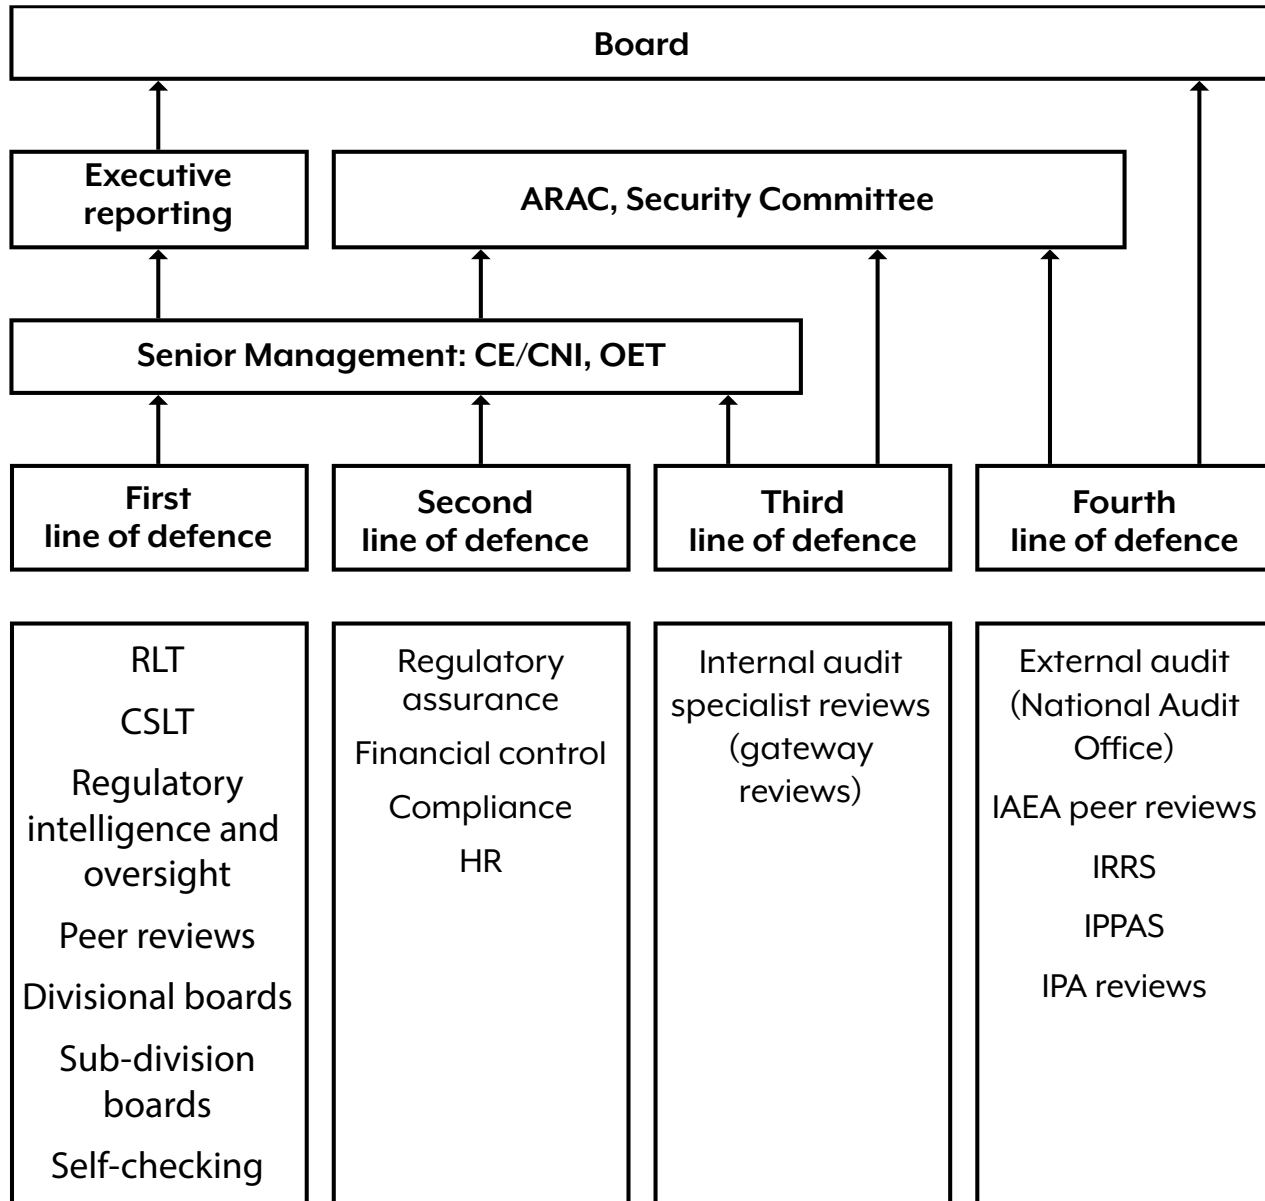 Board
Executive
reporting
ARAC, Security Committee
Senior Management: CE/CNI, OET
First
line of defence
Second
line of defence
Third
line of defence
Fourth
line of defence
RLT
CSLT
Regulatory
intelligence and
oversight
Peer reviews
Divisional boards
Sub-division
boards
Self-checking
Regulatory
assurance
Financial control
Compliance
HR
Internal audit
specialist reviews
(gateway
reviews)
External audit
(National Audit
Office)
IAEA peer reviews
IRRS
IPPAS
IPA reviews